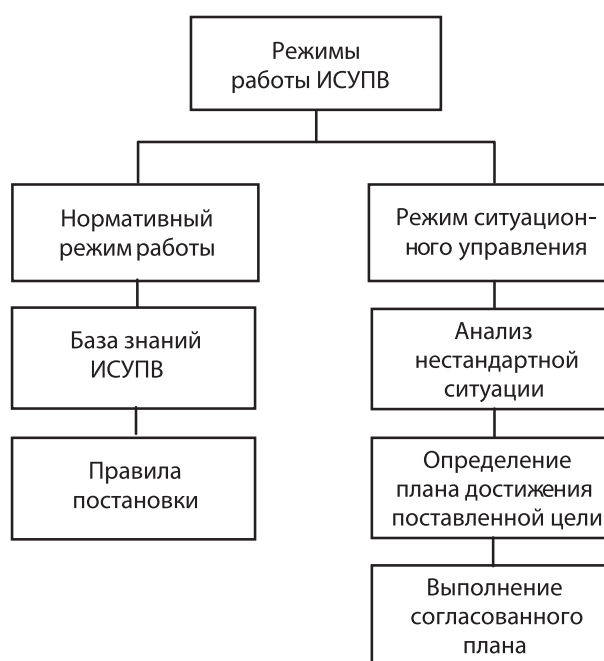 Режимы
работы ИСУПВ
Нормативный
режим работы
База знаний
ИСУПВ
Правила
постановки
Режим ситуацион-
ного управления
Анализ
нестандартной
ситуации
Определение
плана достижения
поставленной цели
Выполнение
согласованного
плана